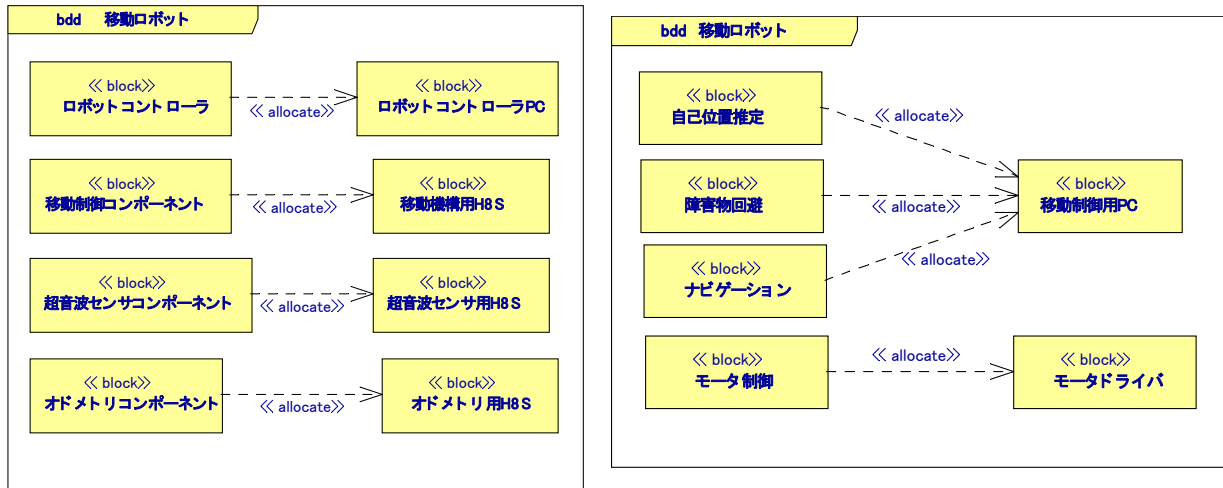 bdd 移動ロボット
<< block>>
ロボットコントローラ
<< allocate>>
<< block>>
ロボットコントローラPC
<< block>>
移動制御コンポーネント
<< allocate>>
<< block>>
移動機構用H8S
<< block>>
超音波センサコンポーネント
<< allocate>>
<< block>>
超音波センサ用H8S
<< block>>
オドメトリコンポーネント
<< allocate>>
<< block>>
オドメトリ用H8S
bdd 移動ロボット
<< block>>
自己位置推定
<< allocate>>
<< block>>
障害物回避
<< allocate>>
<< block>>
移動制御用PC
<< block>>
ナビゲーション
<< allocate>>
<< block>>
モータ制御
<< allocate>>
<< block>>
モータドライバ